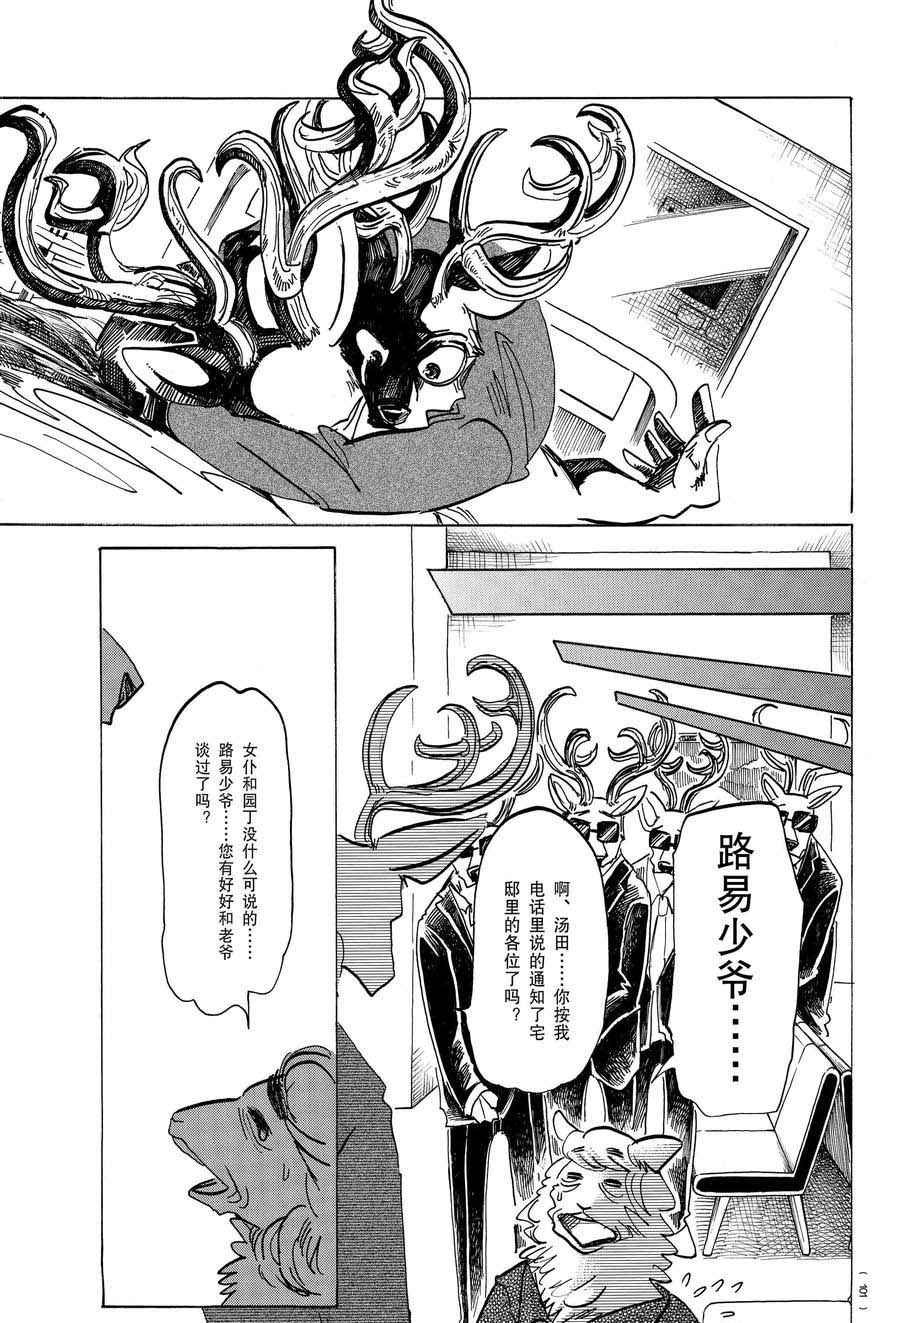 路易少爷……
啊、汤田……你按我
电话里说的通知了宅
邸里的各位了吗？
女仆和园丁没什么可说的……
路易少爷……您有好好和老爷
谈过了吗？
( 101 )